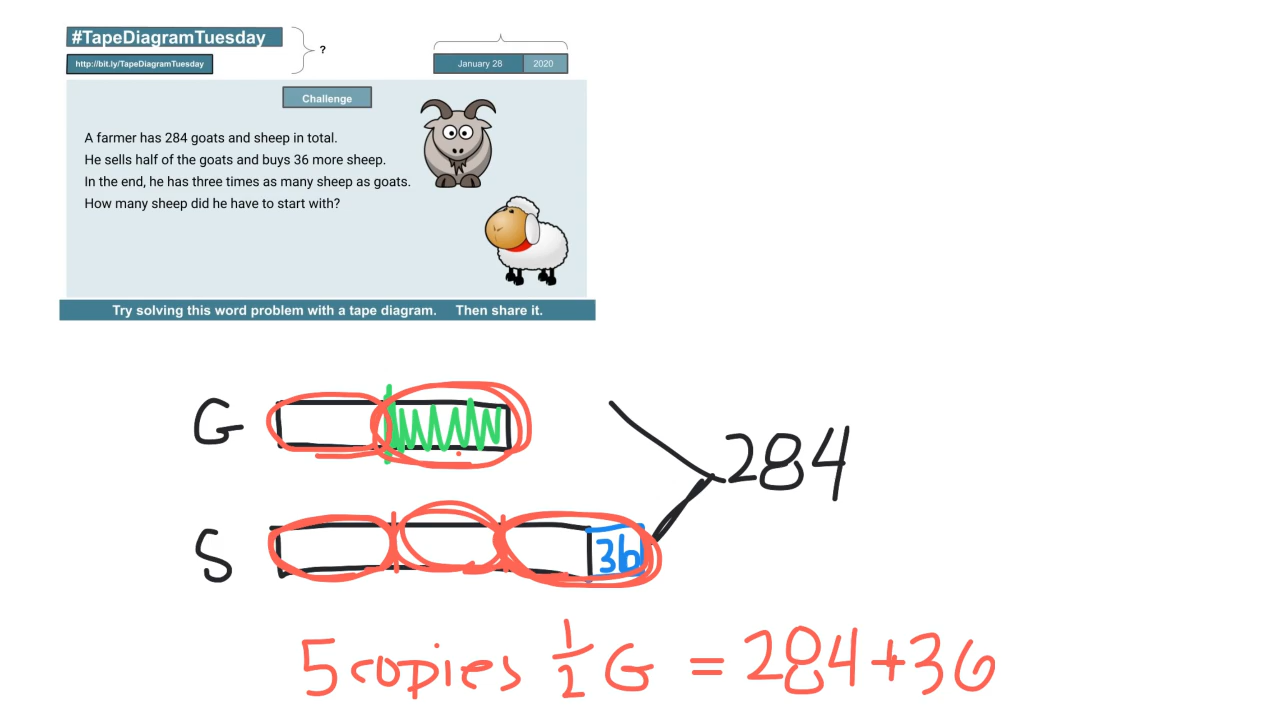 #TapeDiagramTuesday
?
http://bit.ly/TapeDiagramTuesday
January 28 2020
Challenge
A farmer has 284 goats and sheep in total.
He sells half of the goats and buys 36 more sheep.
In the end, he has three times as many sheep as goats.
How many sheep did he have to start with?
Try solving this word problem with a tape diagram. Then share it.
G
284
S 36
5 copies 1/2 G = 284+36